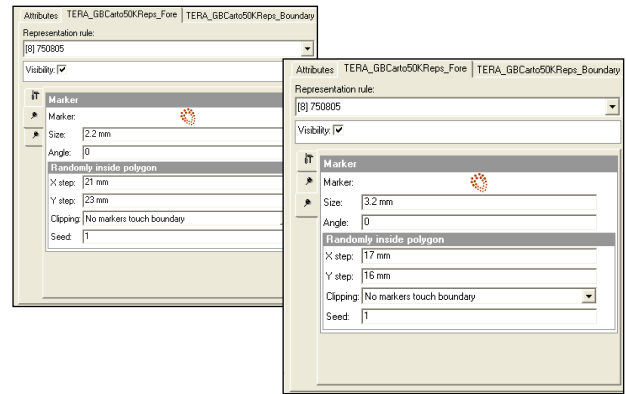 Attributes TERA_GBCarto50KReps_Fore TERA_GBCarto50KReps_Boundary
Representation rule:
[8] 750805
Visibility:
Marker
Marker:
Size: 2.2 mm
Angle: 0
Randomly inside polygon
X step: 21 mm
Y step: 23 mm
Clipping: No markers touch boundary
Seed: 1
Attributes TERA_GBCarto50KReps_Fore TERA_GBCarto50KReps_Boundary
Representation rule:
[8] 750805
Visibility:
Marker
Marker:
Size: 3.2 mm
Angle: 0
Randomly inside polygon
X step: 17 mm
Y step: 16 mm
Clipping: No markers touch boundary
Seed: 1